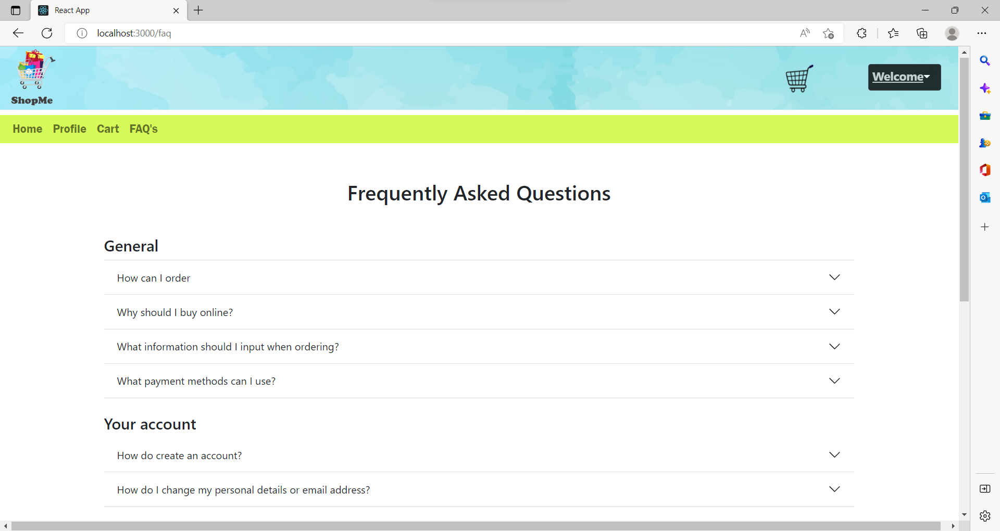 React App
localhost:3000/faq
ShopMe
Welcome
Home Profile Cart FAQ's
Frequently Asked Questions
General
How can I order
Why should I buy online?
What information should I input when ordering?
What payment methods can I use?
Your account
How do create an account?
How do I change my personal details or email address?